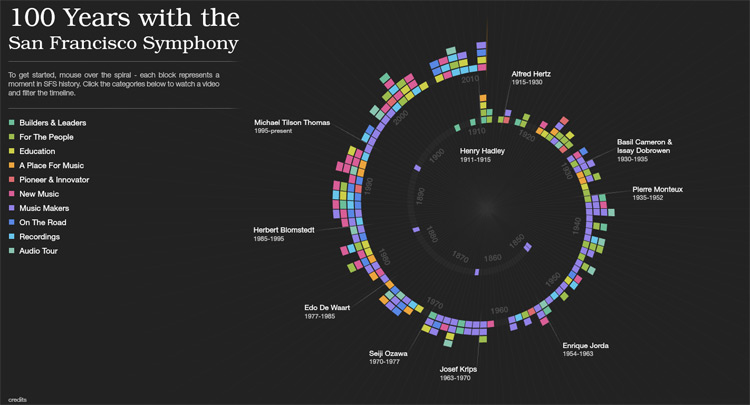 100 Years with the
San Francisco Symphony
To get started, mouse over the spiral - each block represents a
moment in SFS history. Click the categories below to watch a video
and filter the timeline.
Builders & Leaders
For The People
Education
A Place For Music
Pioneer & Innovator
New Music
Music Makers
On The Road
Recordings
Audio Tour
Alfred Hertz
1915-1930
Henry Hadley
1911-1915
Basil Cameron &
Issay Dobrowen
1930-1935
Pierre Monteux
1935-1952
Enrique Jorda
1954-1963
Josef Krips
1963-1970
Seiji Ozawa
1970-1977
Edo De Waart
1977-1985
Herbert Blomstedt
1985-1995
Michael Tilson Thomas
1995-present
1850
1860
1870
1880
1890
1900
1910
1920
1930
1940
1950
1960
1970
1980
1990
2000
2010
credits